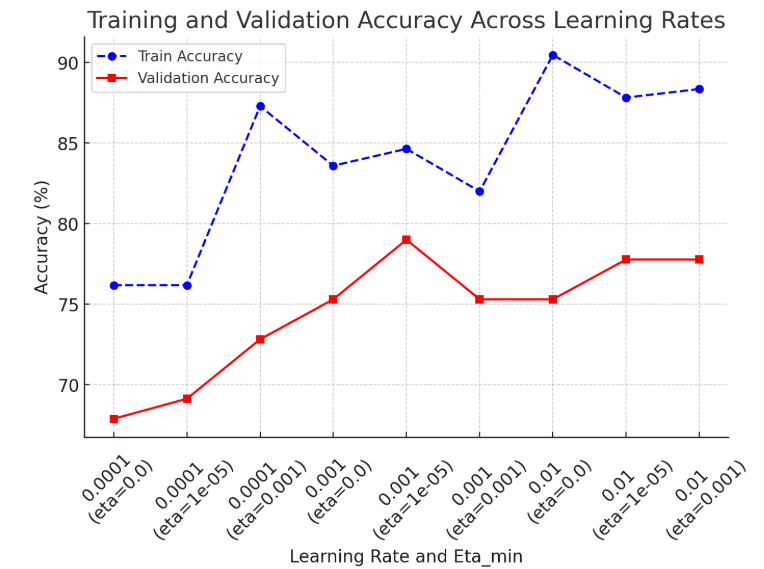 Training and Validation Accuracy Across Learning Rates
Train Accuracy
Validation Accuracy
Accuracy (%)
90
85
80
75
70
0.0001
(eta=0.0)
0.0001
(eta=1e-05)
0.0001
(eta=0.001)
0.001
(eta=0.0)
0.001
(eta=1e-05)
0.001
(eta=0.001)
0.01
(eta=0.0)
0.01
(eta=1e-05)
0.01
(eta=0.001)
Learning Rate and Eta_min